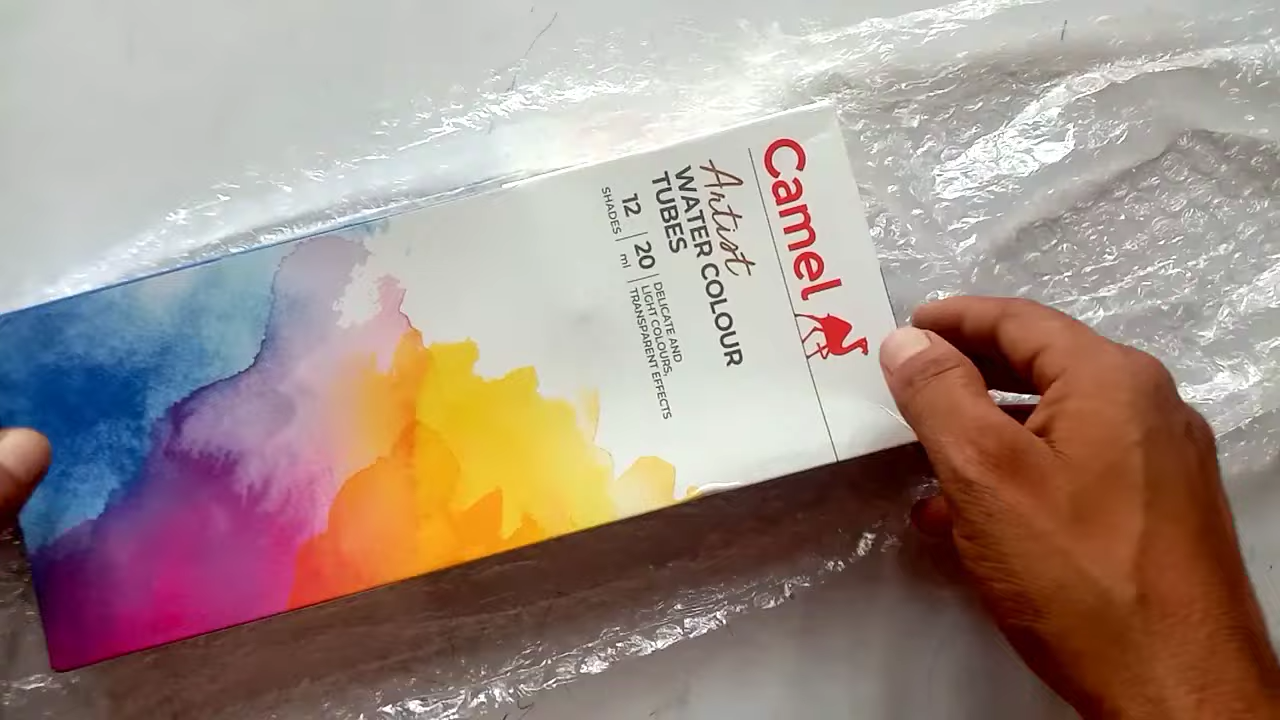 Camel
Artist
WATER COLOUR
TUBES
12 | 20
SHADES | ml
DELICATE AND
LIGHT COLOURS,
TRANSPARENT EFFECTS